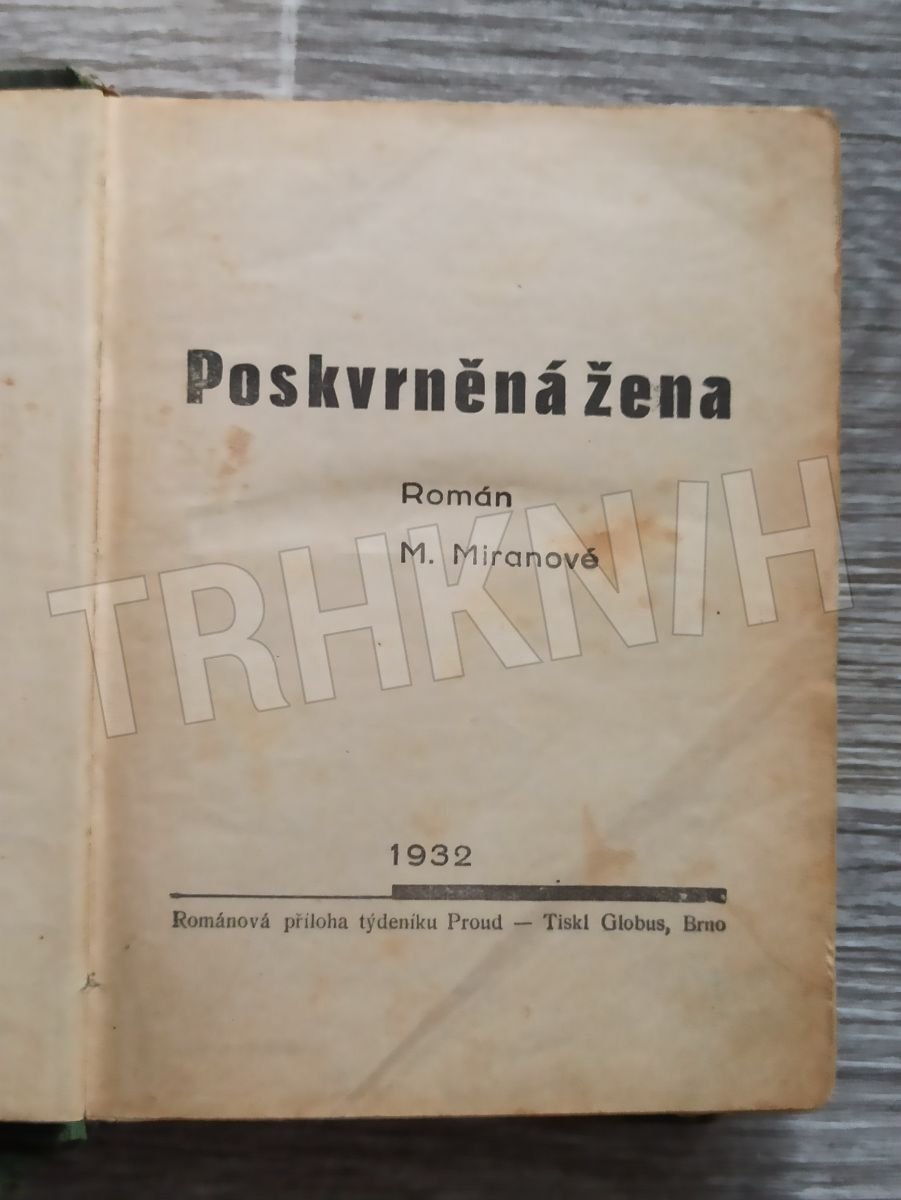 Poskvrněná žena
Román
M. Miranové
TRHKNIH
1932
Románová příloha týdeníku Proud — Tiskl Globus, Brno